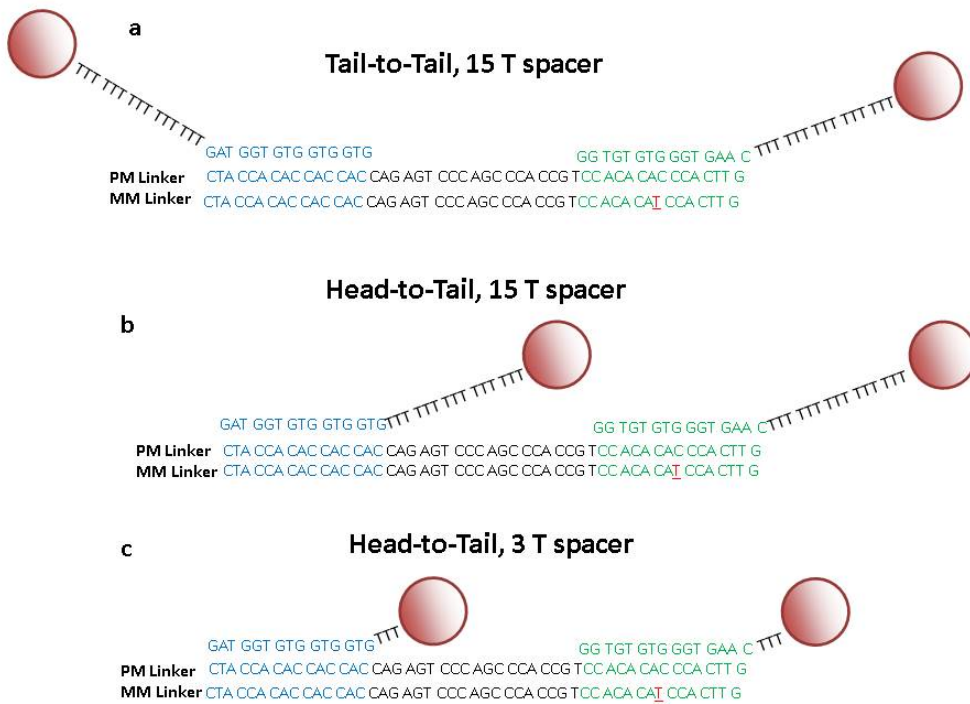 a
Tail-to-Tail, 15 T spacer
GAT GGT GTG GTG GTG GG TGT GTG GGT GAA C
PM Linker CTA CCA CAC CAC CAC CAG AGT CCC AGC CCA CCG TCC ACA CAC CCA CTT G
MM Linker CTA CCA CAC CAC CAC CAG AGT CCC AGC CCA CCG TCC ACA CAT CCA CTT G
Head-to-Tail, 15 T spacer
b
GAT GGT GTG GTG GTG GG TGT GTG GGT GAA C
PM Linker CTA CCA CAC CAC CAC CAG AGT CCC AGC CCA CCG TCC ACA CAC CCA CTT G
MM Linker CTA CCA CAC CAC CAC CAG AGT CCC AGC CCA CCG TCC ACA CAT CCA CTT G
c
Head-to-Tail, 3 T spacer
GAT GGT GTG GTG GTG GG TGT GTG GGT GAA C
PM Linker CTA CCA CAC CAC CAC CAG AGT CCC AGC CCA CCG TCC ACA CAC CCA CTT G
MM Linker CTA CCA CAC CAC CAC CAG AGT CCC AGC CCA CCG TCC ACA CAT CCA CTT G